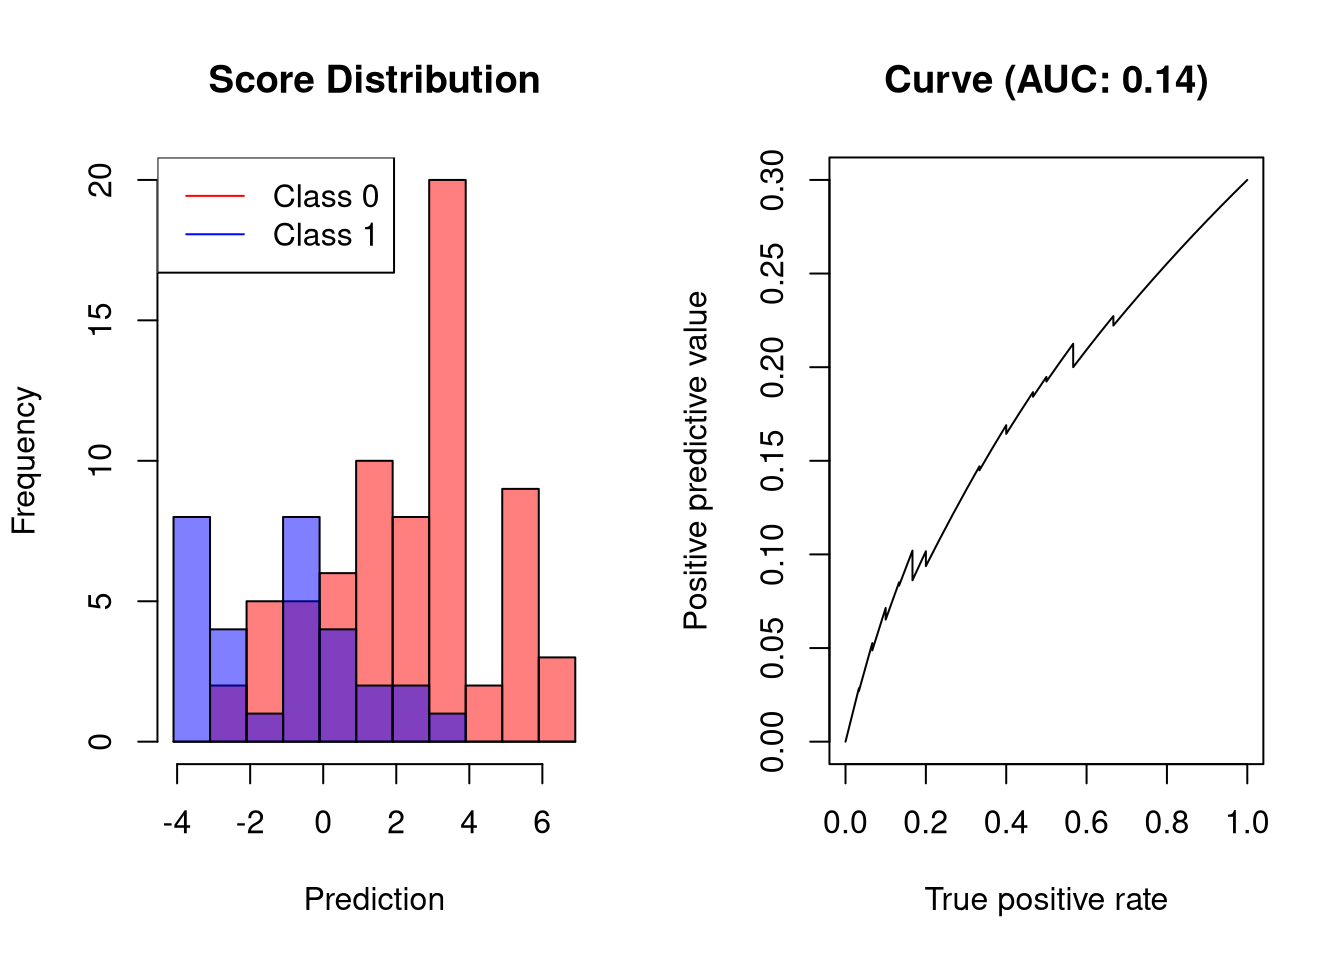 Score Distribution
Class 0
Class 1
Frequency
0
5
10
15
20
-4 -2 0 2 4 6
Prediction
Curve (AUC: 0.14)
Positive predictive value
0.00
0.05
0.10
0.15
0.20
0.25
0.30
0.0 0.2 0.4 0.6 0.8 1.0
True positive rate